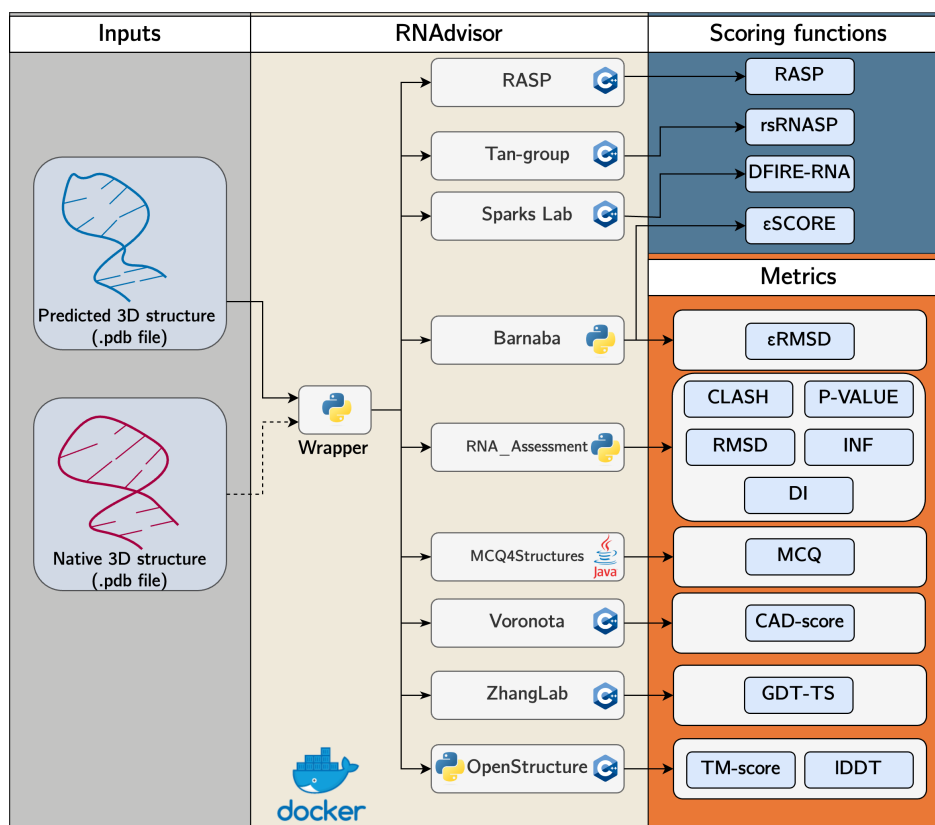 Inputs
RNAdvisor
Scoring functions
RASP
RASP
Tan-group
rsRNASP
Sparks Lab
DFIRE-RNA
εSCORE
Metrics
Predicted 3D structure
(.pdb file)
Barnaba
εRMSD
Wrapper
CLASH
P-VALUE
RNA_Assessment
RMSD
INF
DI
Native 3D structure
(.pdb file)
MCQ4Structures
Java
MCQ
Voronota
CAD-score
ZhangLab
GDT-TS
docker
OpenStructure
TM-score
lDDT